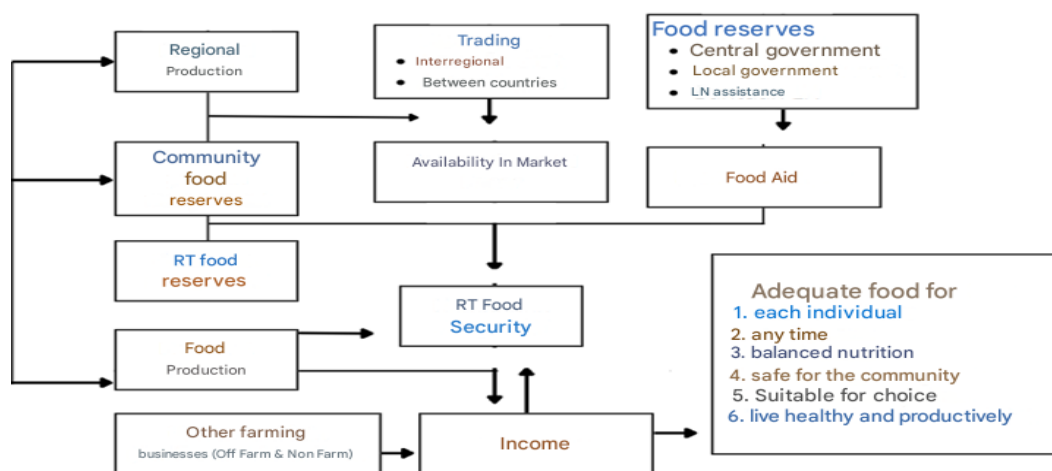 Regional
Production
Trading
• Interregional
• Between countries
Food reserves
• Central government
• Local government
• LN assistance
Community
food
reserves
Availability In Market
Food Aid
RT food
reserves
RT Food
Security
Food
Production
Other farming
businesses (Off Farm & Non Farm)
Income
Adequate food for
1. each individual
2. any time
3. balanced nutrition
4. safe for the community
5. Suitable for choice
6. live healthy and productively